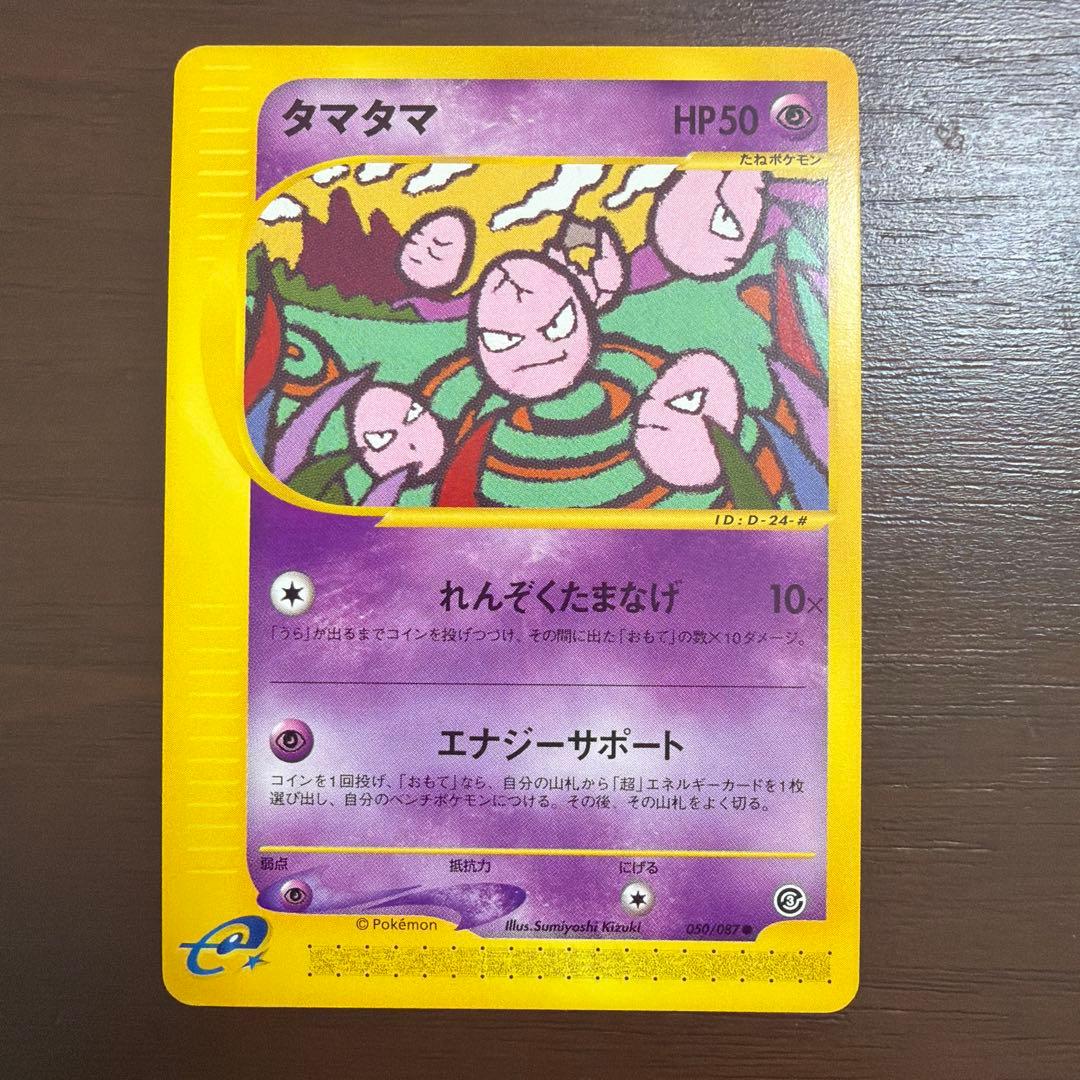 タマタマ
HP50
たねポケモン
ID:D-24-#
れんぞくたまなげ 10×
「うら」が出るまでコインを投げつづけ、その間に出た「おもて」の数×10ダメージ。
エナジーサポート
コインを1回投げ、「おもて」なら、自分の山札から「超」エネルギーカードを1枚
選び出し、自分のベンチポケモンにつける。その後、その山札をよく切る。
弱点 抵抗力 にげる
© Pokémon Illus.Sumiyoshi Kizuki 050/087●
3
e